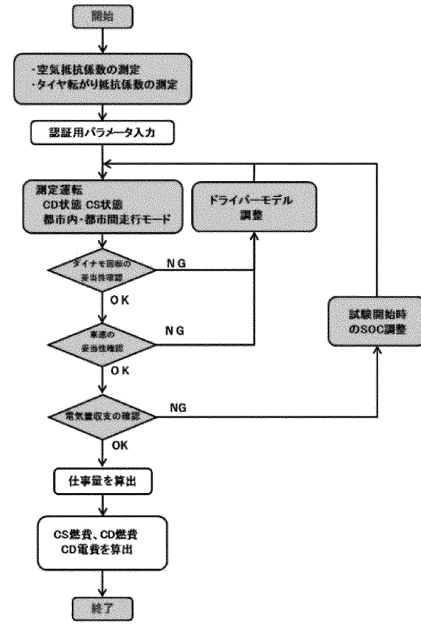 開始
・空気抵抗係数の測定
・タイヤ転がり抵抗係数の測定
認証用パラメータ入力
測定運転
CD状態 CS状態
都市内・都市間走行モード
ドライバーモデル
調整
ダイナモ回転の
妥当性確認
NG
OK
車速の
妥当性確認
NG
OK
試験開始時
のSOC調整
電気量収支の確認
NG
OK
仕事量を算出
CS燃費、CD燃費
CD電費を算出
終了